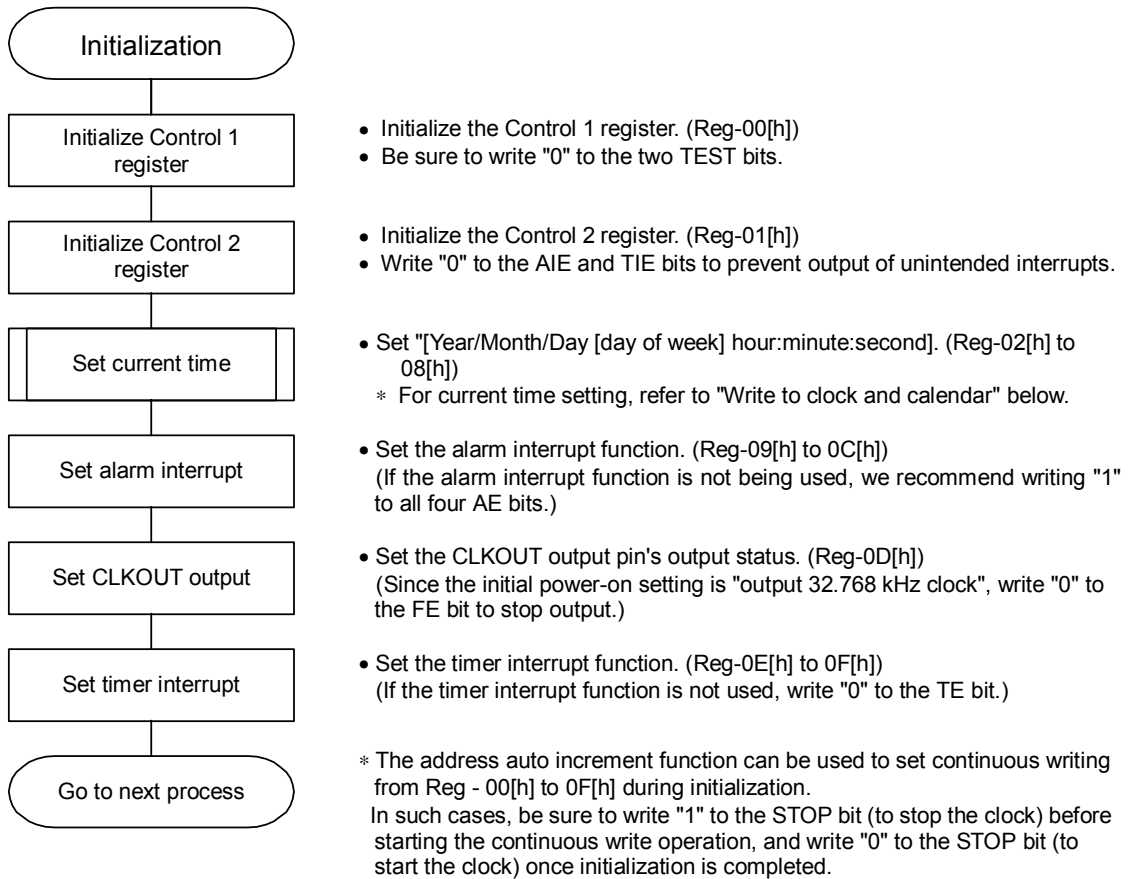 Initialization
Initialize Control 1
register
• Initialize the Control 1 register. (Reg-00[h])
• Be sure to write "0" to the two TEST bits.
Initialize Control 2
register
• Initialize the Control 2 register. (Reg-01[h])
• Write "0" to the AIE and TIE bits to prevent output of unintended interrupts.
Set current time
• Set "[Year/Month/Day [day of week] hour:minute:second]. (Reg-02[h] to
08[h])
* For current time setting, refer to "Write to clock and calendar" below.
Set alarm interrupt
• Set the alarm interrupt function. (Reg-09[h] to 0C[h])
(If the alarm interrupt function is not being used, we recommend writing "1"
to all four AE bits.)
Set CLKOUT output
• Set the CLKOUT output pin's output status. (Reg-0D[h])
(Since the initial power-on setting is "output 32.768 kHz clock", write "0" to
the FE bit to stop output.)
Set timer interrupt
• Set the timer interrupt function. (Reg-0E[h] to 0F[h])
(If the timer interrupt function is not used, write "0" to the TE bit.)
Go to next process
* The address auto increment function can be used to set continuous writing
from Reg - 00[h] to 0F[h] during initialization.
In such cases, be sure to write "1" to the STOP bit (to stop the clock) before
starting the continuous write operation, and write "0" to the STOP bit (to
start the clock) once initialization is completed.